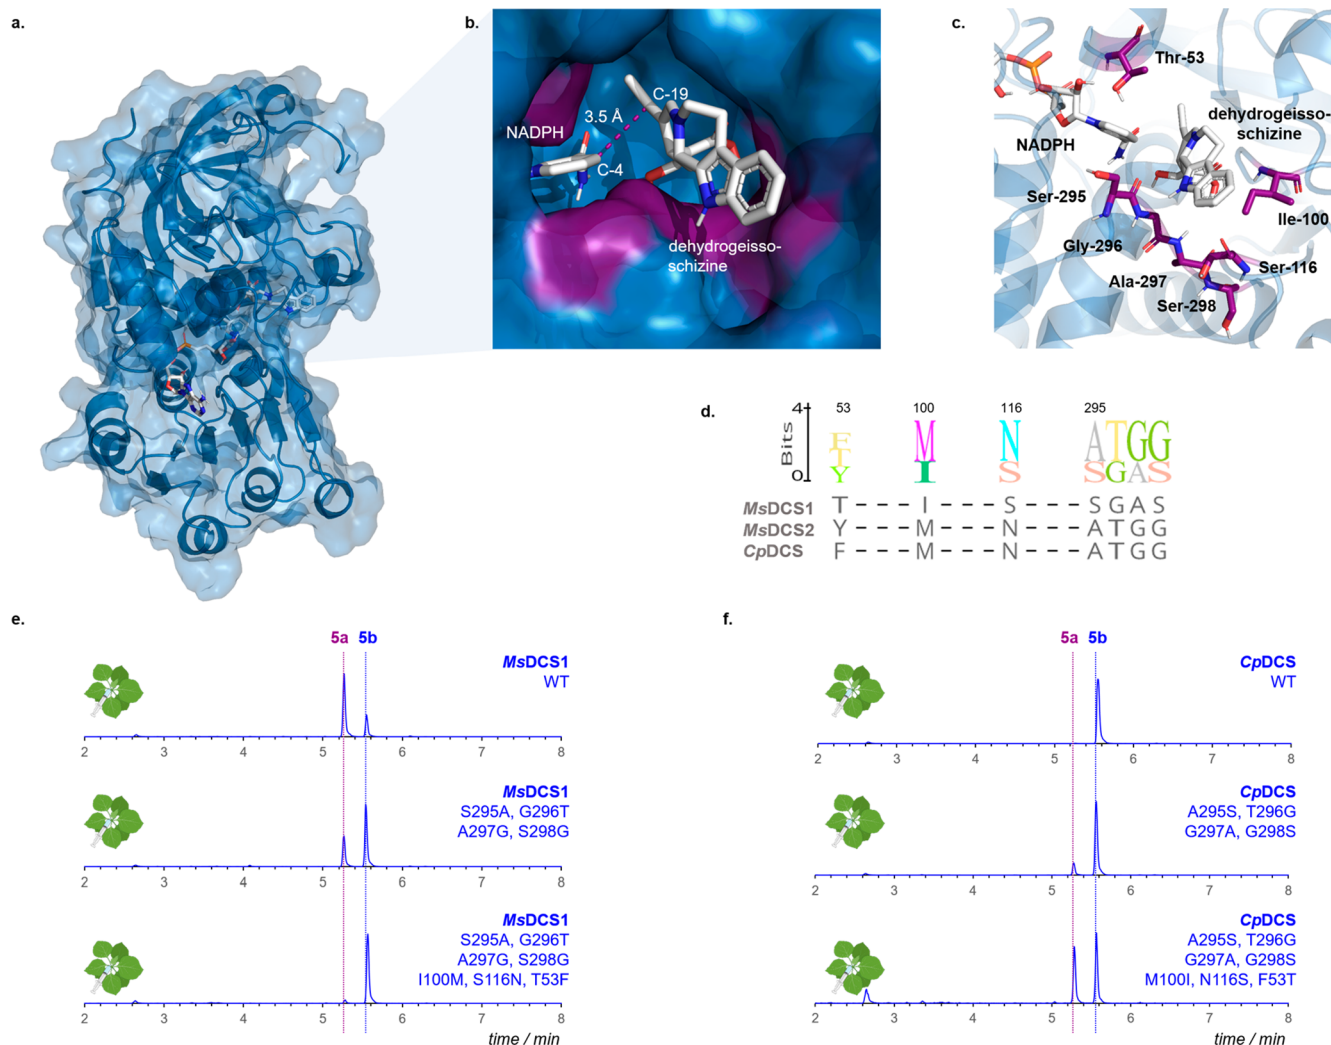 a.
b.
C-19
3.5 Å
NADPH
C-4
dehydrogeisso-
schizine
c.
Thr-53
dehydrogeisso-
schizine
NADPH
Ser-295
Ile-100
Gly-296
Ser-116
Ala-297
Ser-298
d.
4
Bits
0
53 100 116 295
F M N ATGG
T
Y I S SGAS
MsDCS1 T - - - I - - - S - - - S G A S
MsDCS2 Y - - - M - - - N - - - A T G G
CpDCS F - - - M - - - N - - - A T G G
e.
5a 5b
MsDCS1
WT
2 3 4 5 6 7 8
MsDCS1
S295A, G296T
A297G, S298G
2 3 4 5 6 7 8
MsDCS1
S295A, G296T
A297G, S298G
I100M, S116N, T53F
2 3 4 5 6 7 8
time / min
f.
5a 5b
CpDCS
WT
2 3 4 5 6 7 8
CpDCS
A295S, T296G
G297A, G298S
2 3 4 5 6 7 8
CpDCS
A295S, T296G
G297A, G298S
M100I, N116S, F53T
2 3 4 5 6 7 8
time / min